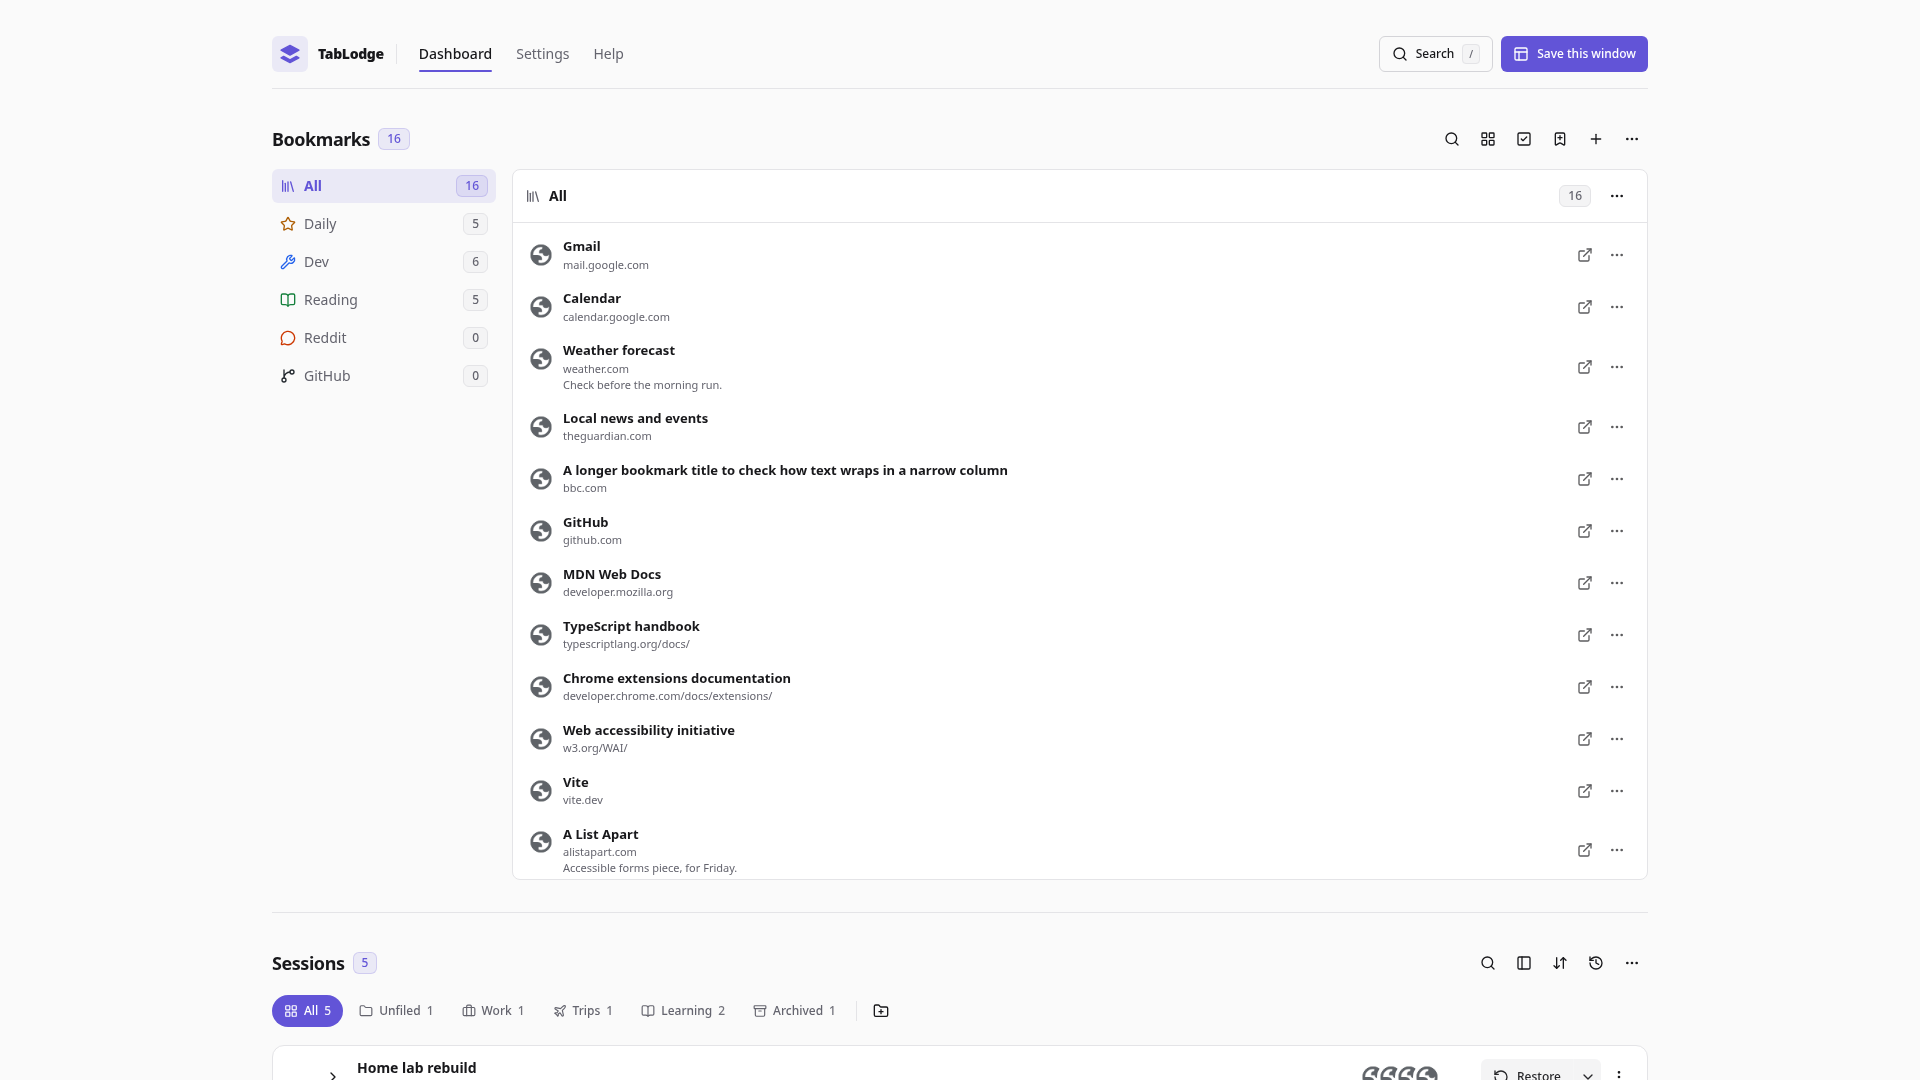 TabLodge
Dashboard
Settings
Help
Search /
Save this window
Bookmarks 16
All 16
Daily 5
Dev 6
Reading 5
Reddit 0
GitHub 0
All 16
Gmail
mail.google.com
Calendar
calendar.google.com
Weather forecast
weather.com
Check before the morning run.
Local news and events
theguardian.com
A longer bookmark title to check how text wraps in a narrow column
bbc.com
GitHub
github.com
MDN Web Docs
developer.mozilla.org
TypeScript handbook
typescriptlang.org/docs/
Chrome extensions documentation
developer.chrome.com/docs/extensions/
Web accessibility initiative
w3.org/WAI/
Vite
vite.dev
A List Apart
alistapart.com
Accessible forms piece, for Friday.
Sessions 5
All 5
Unfiled 1
Work 1
Trips 1
Learning 2
Archived 1
Home lab rebuild
Restore